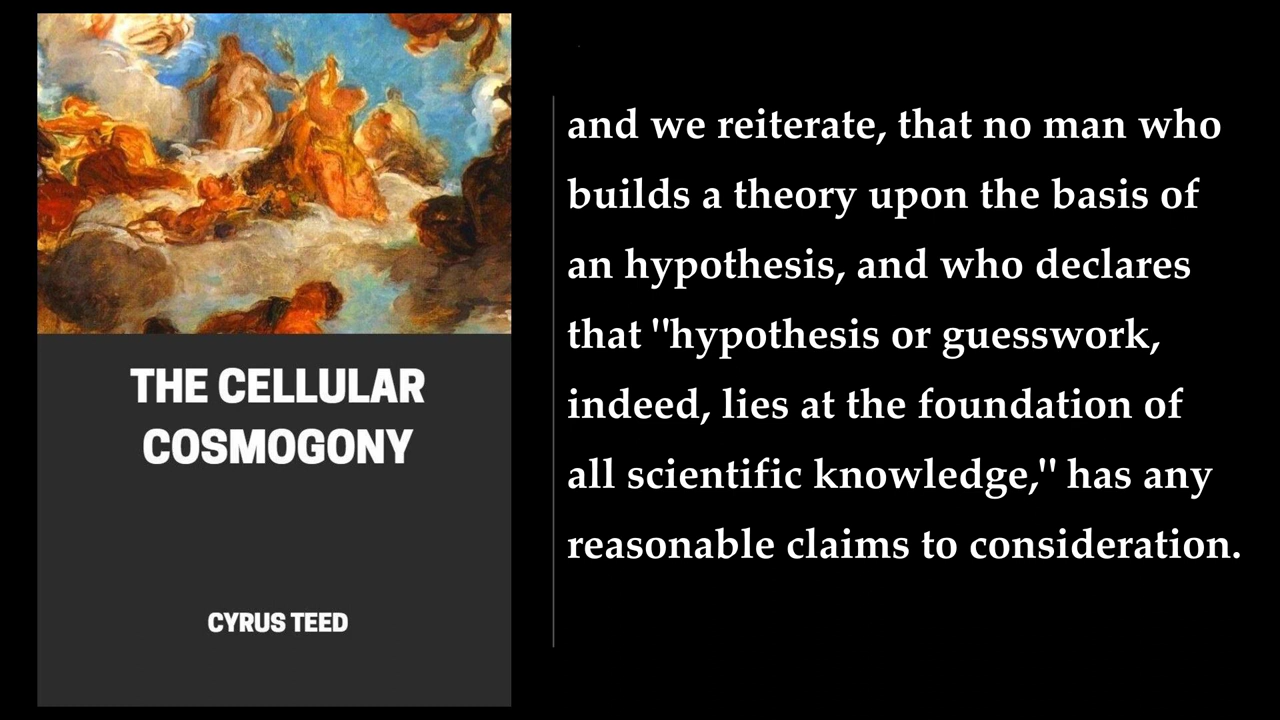 THE CELLULAR
COSMOGONY
CYRUS TEED
and we reiterate, that no man who
builds a theory upon the basis of
an hypothesis, and who declares
that "hypothesis or guesswork,
indeed, lies at the foundation of
all scientific knowledge," has any
reasonable claims to consideration.